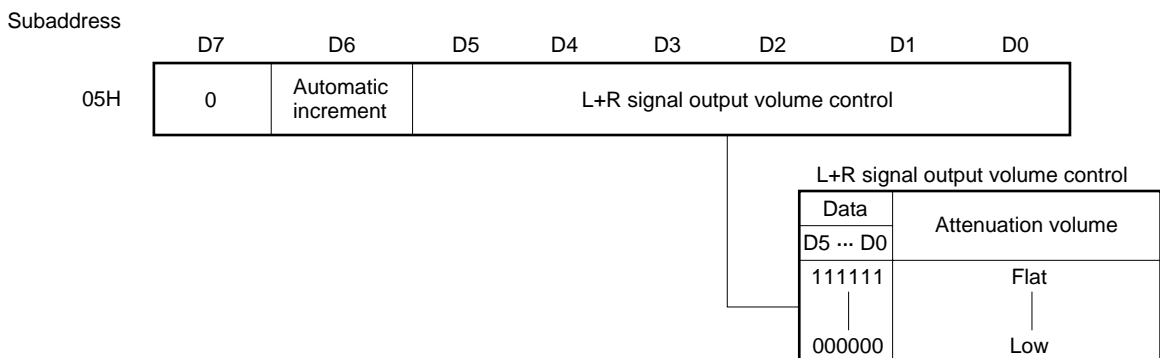 Subaddress
D7 D6 D5 D4 D3 D2 D1 D0
05H 0 Automatic increment L+R signal output volume control
L+R signal output volume control
Data Attenuation volume
D5 ··· D0
111111 Flat
000000 Low